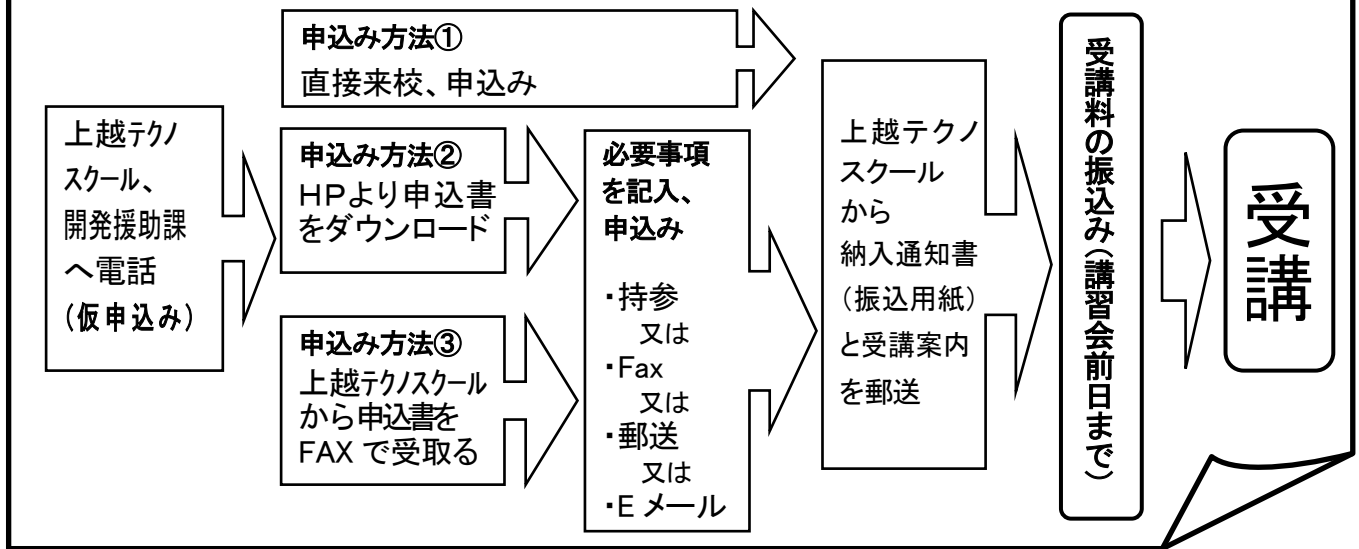 上越テクノ
スクール、
開発援助課
へ電話
(仮申込み)
申込み方法①
直接来校、申込み
申込み方法②
HPより申込書
をダウンロード
申込み方法③
上越テクノスクール
から申込書を
FAX で受取る
必要事項
を記入、
申込み
・持参
又は
・Fax
又は
・郵送
又は
・E メール
上越テクノ
スクール
から
納入通知書
(振込用紙)
と受講案内
を郵送
受講料の振込み(講習会前日まで)
受講